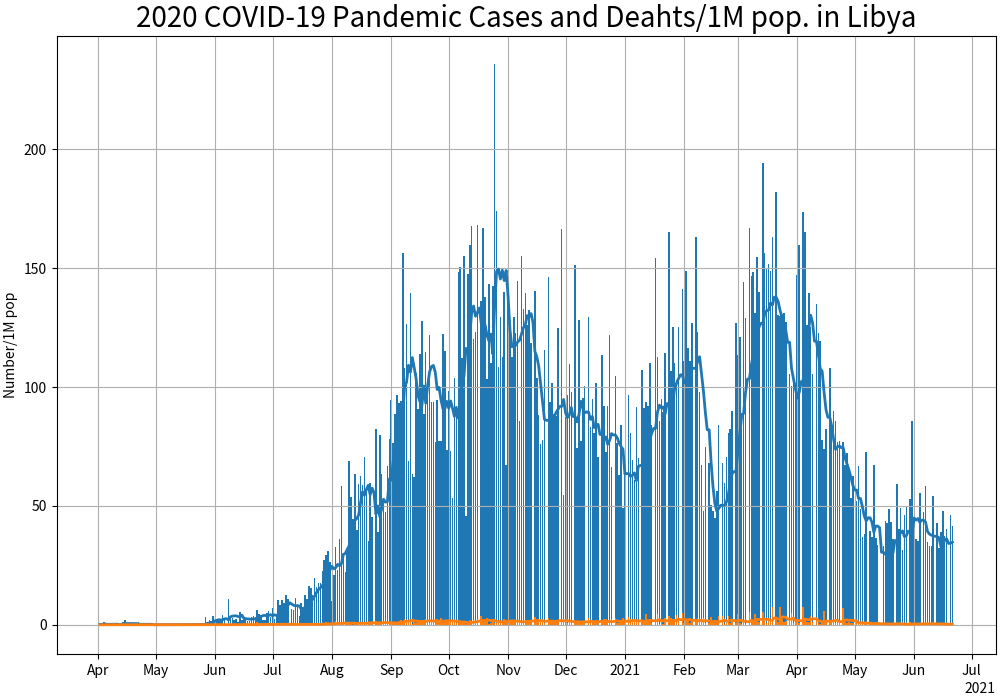 2020 COVID-19 Pandemic Cases and Deahts/1M pop. in Libya
200
150
100
50
0
Number/1M pop
Apr May Jun Jul Aug Sep Oct Nov Dec 2021 Feb Mar Apr May Jun Jul
2021